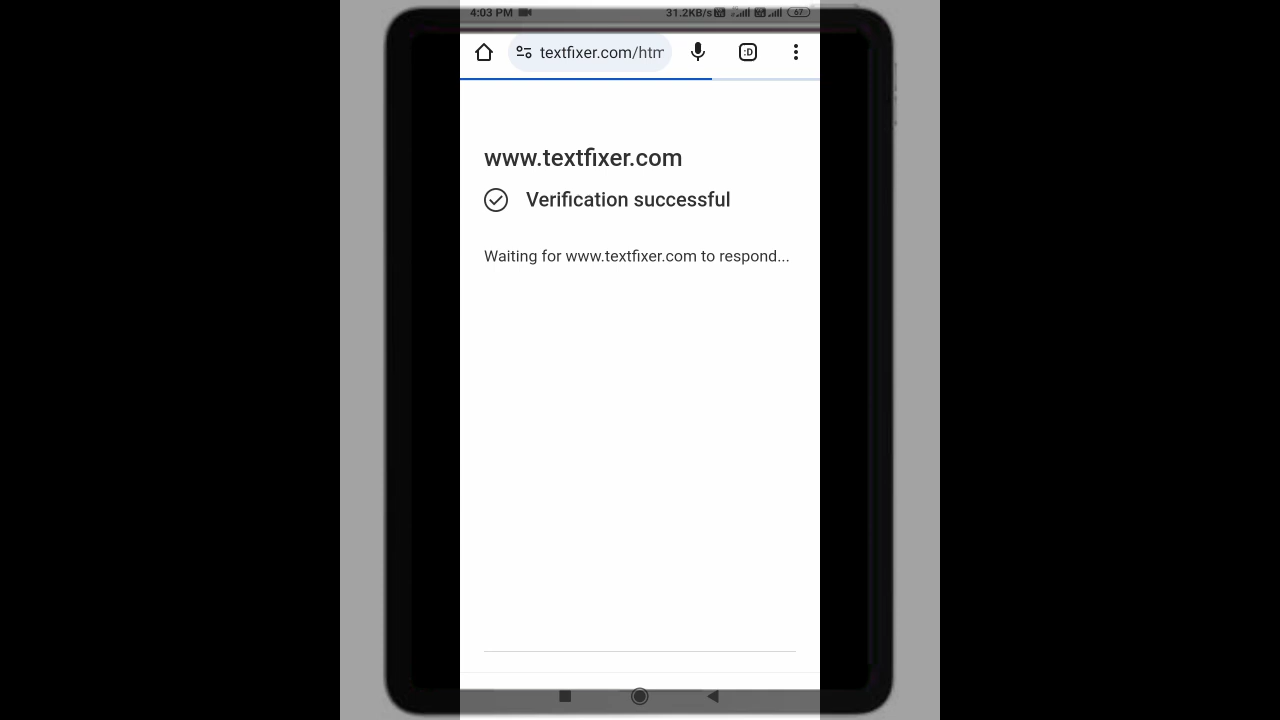 4:03 PM 31.2KB/s 67
textfixer.com/htm :D
www.textfixer.com
Verification successful
Waiting for www.textfixer.com to respond...